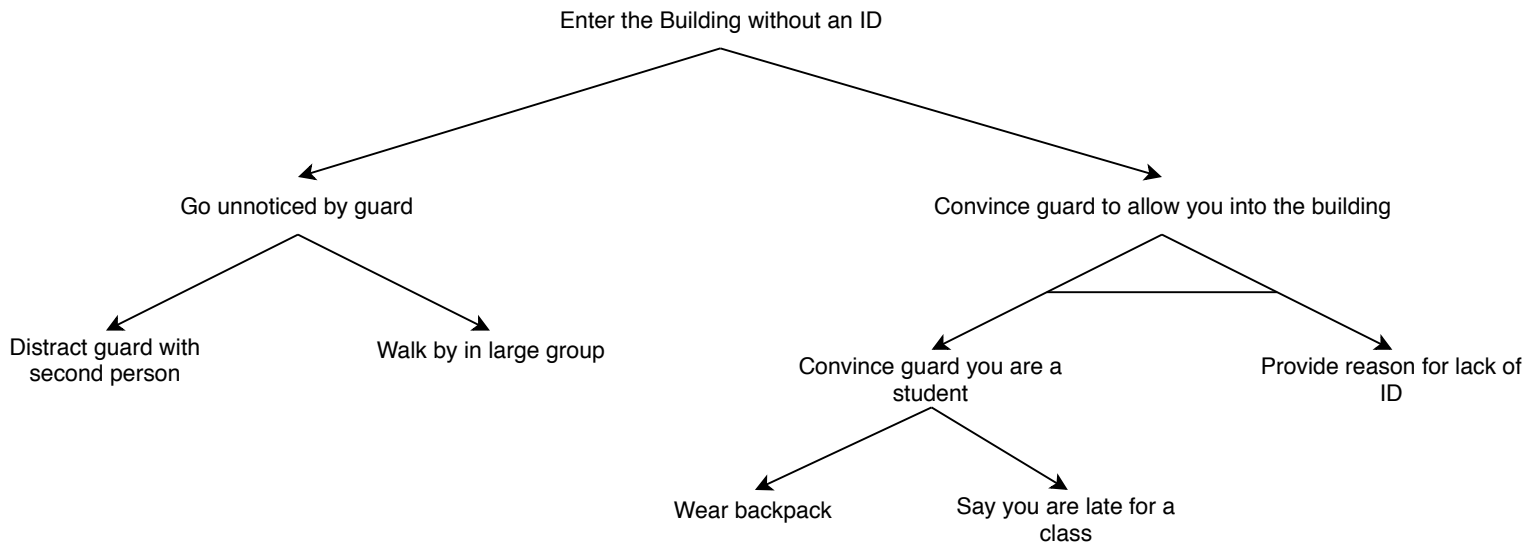 Enter the Building without an ID
Go unnoticed by guard
Convince guard to allow you into the building
Distract guard with
second person
Walk by in large group
Convince guard you are a
student
Provide reason for lack of
ID
Wear backpack
Say you are late for a
class